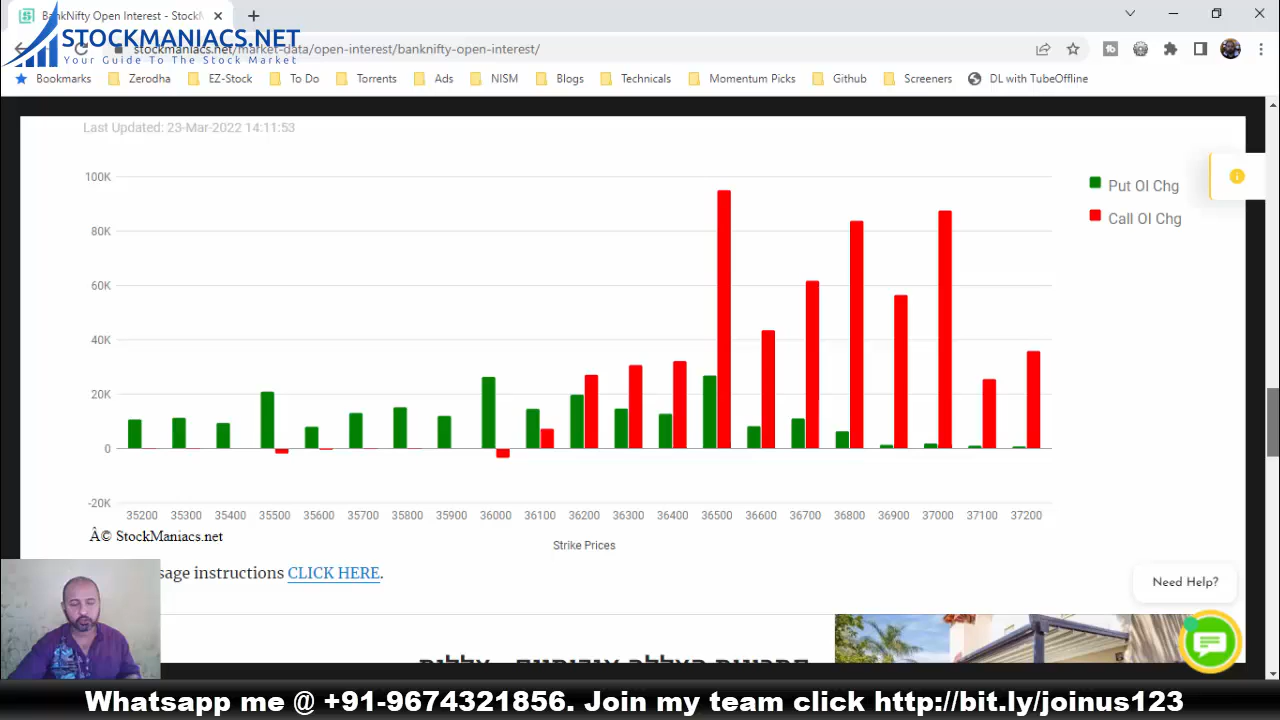 BankNifty Open Interest - Stock
STOCKMANIACS.NET
Your Guide To The Stock Market
stockmaniacs.net/market-data/open-interest/banknifty-open-interest/
Bookmarks Zerodha EZ-Stock To Do Torrents Ads NISM Blogs Technicals Momentum Picks Github Screeners DL with TubeOffline
Last Updated: 23-Mar-2022 14:11:53
100K
80K
60K
40K
20K
0
-20K
Put OI Chg
Call OI Chg
35200 35300 35400 35500 35600 35700 35800 35900 36000 36100 36200 36300 36400 36500 36600 36700 36800 36900 37000 37100 37200
Â© StockManiacs.net
Strike Prices
sage instructions CLICK HERE.
Need Help?
Whatsapp me @ +91-9674321856. Join my team click http://bit.ly/joinus123